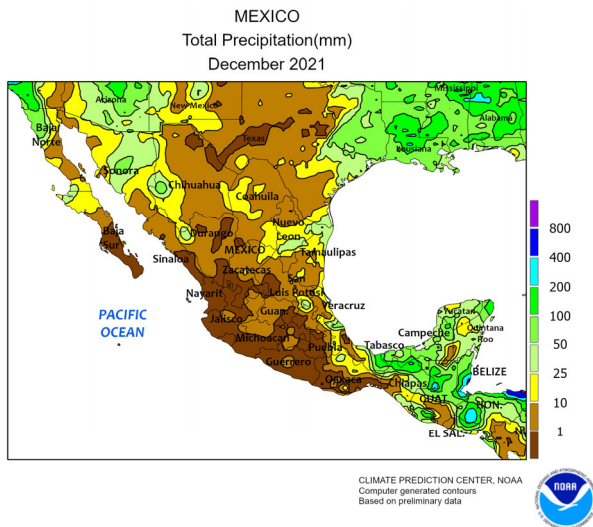 MEXICO
Total Precipitation(mm)
December 2021
Mississippi
Arizona
New Mexico
Alabama
Baja
Norte
Texas
Louisiana
Sonora
Chihuahua
Coahuila
Nuevo
Leon
Baja
Sur
Durango
MEXICO
Tamaulipas
Sinaloa
Zacatecas
San
Luis Potosi
Nayarit
Veracruz
PACIFIC
OCEAN
Jalisco
Guan.
Yucatan
Campeche
Quintana
Roo
Michoacan
Puebla
Tabasco
Guerrero
BELIZE
Oaxaca
Chiapas
GUAT.
HON.
EL SAL.
800
400
200
100
50
25
10
1
CLIMATE PREDICTION CENTER, NOAA
Computer generated contours
Based on preliminary data
NOAA